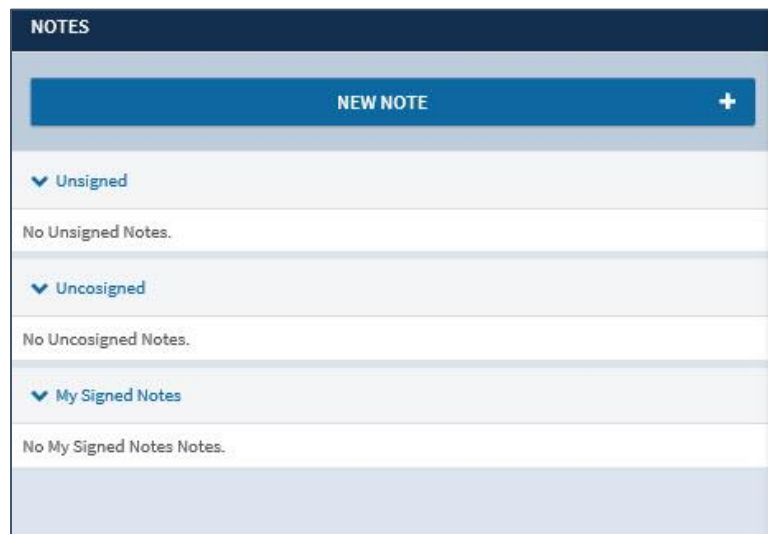 NOTES
NEW NOTE +
Unsigned
No Unsigned Notes.
Uncosigned
No Uncosigned Notes.
My Signed Notes
No My Signed Notes Notes.